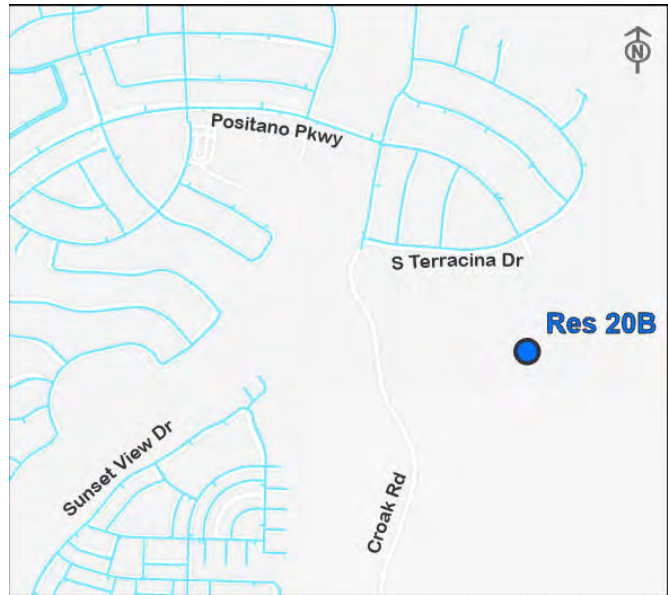 N
Positano Pkwy
S Terracina Dr
Res 20B
Sunset View Dr
Croak Rd